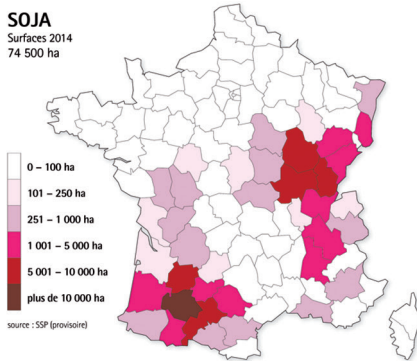 SOJA
Surfaces 2014
74 500 ha
0 – 100 ha
101 – 250 ha
251 – 1 000 ha
1 001 – 5 000 ha
5 001 – 10 000 ha
plus de 10 000 ha
source : SSP (provisoire)